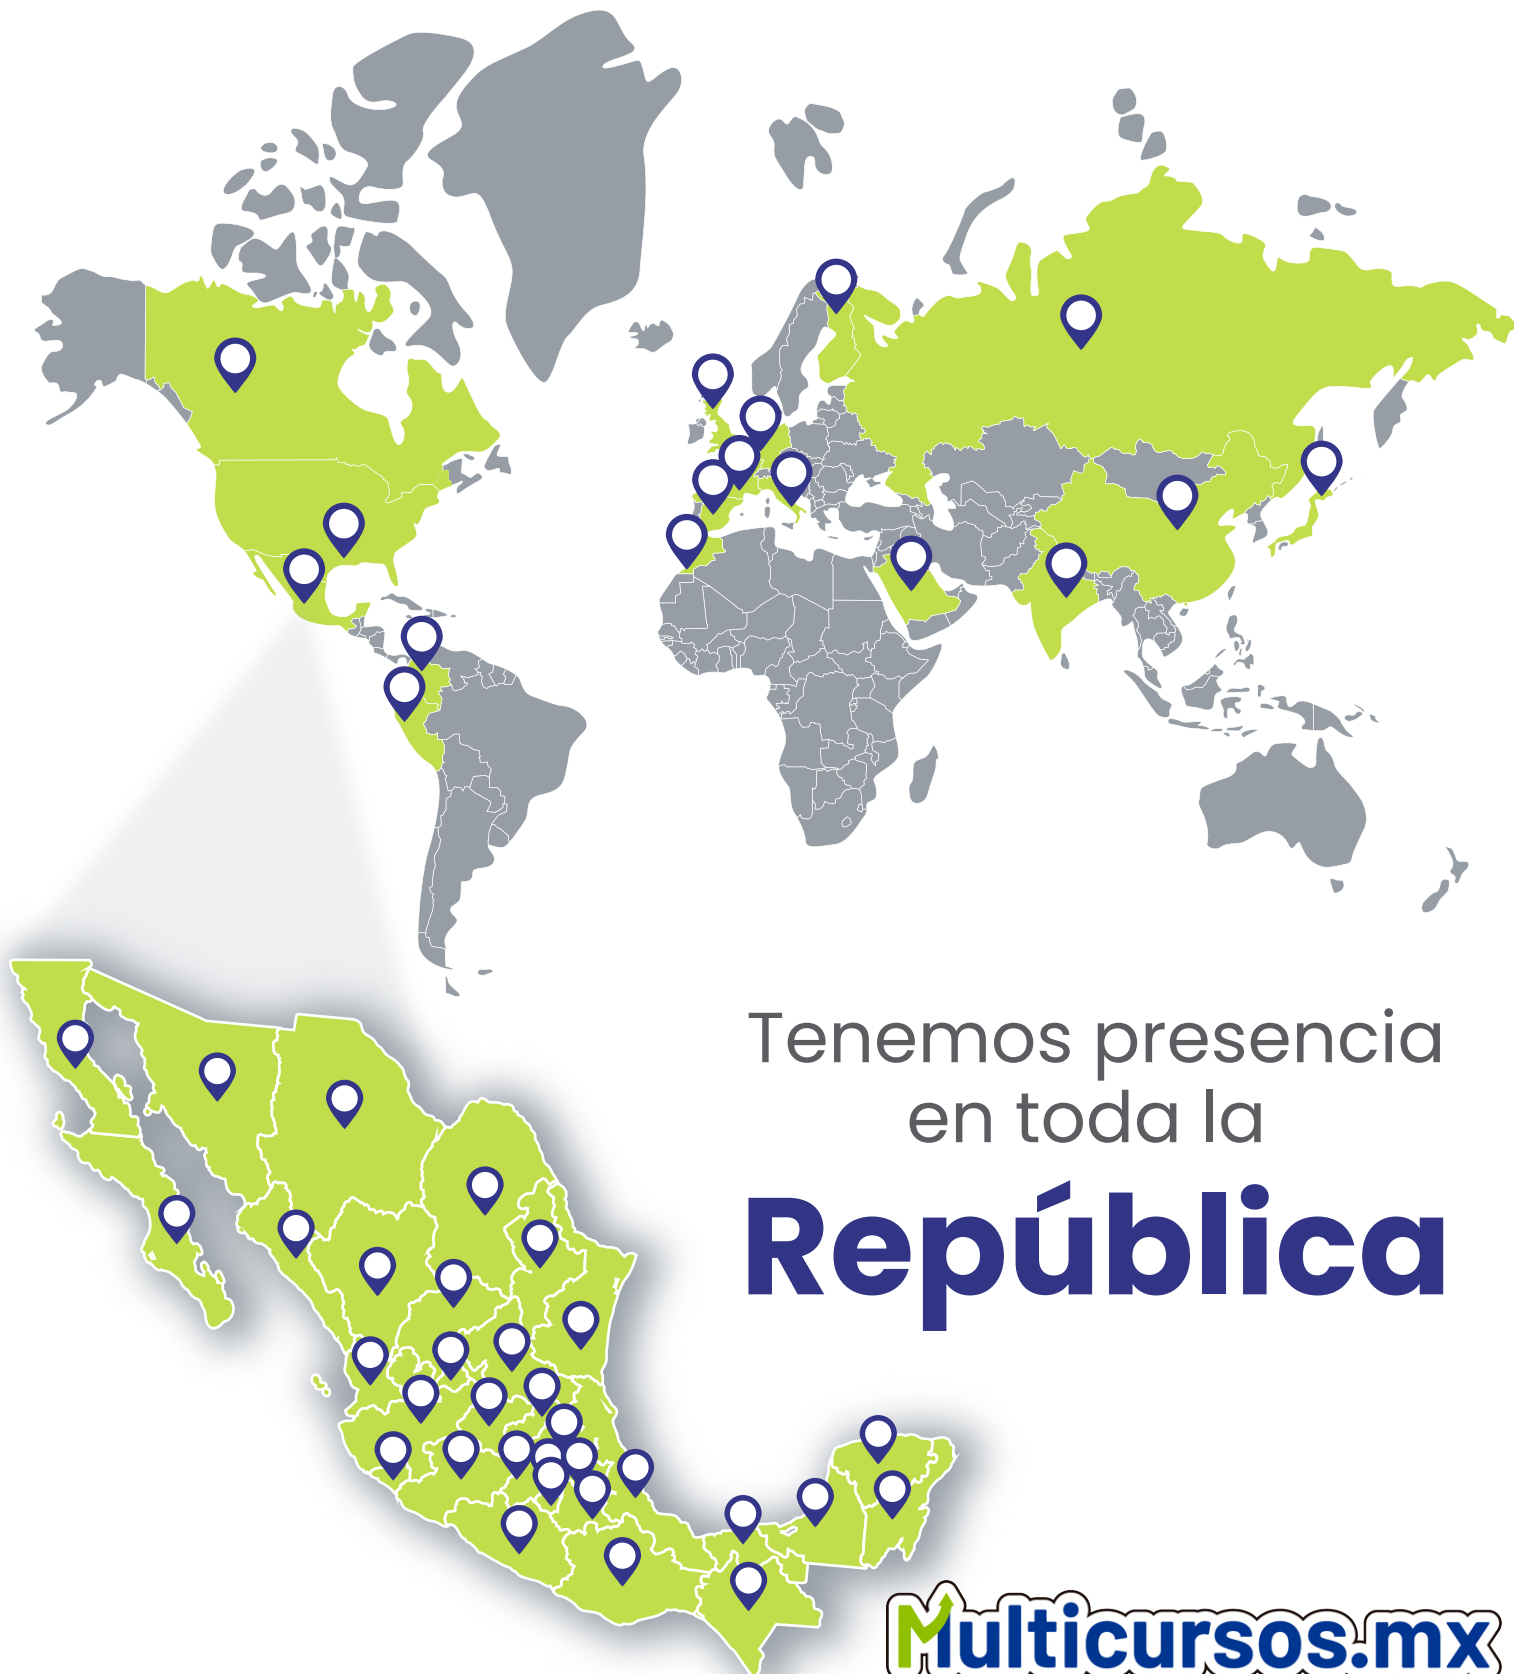 Tenemos presencia
en toda la
República
Multicursos.mx